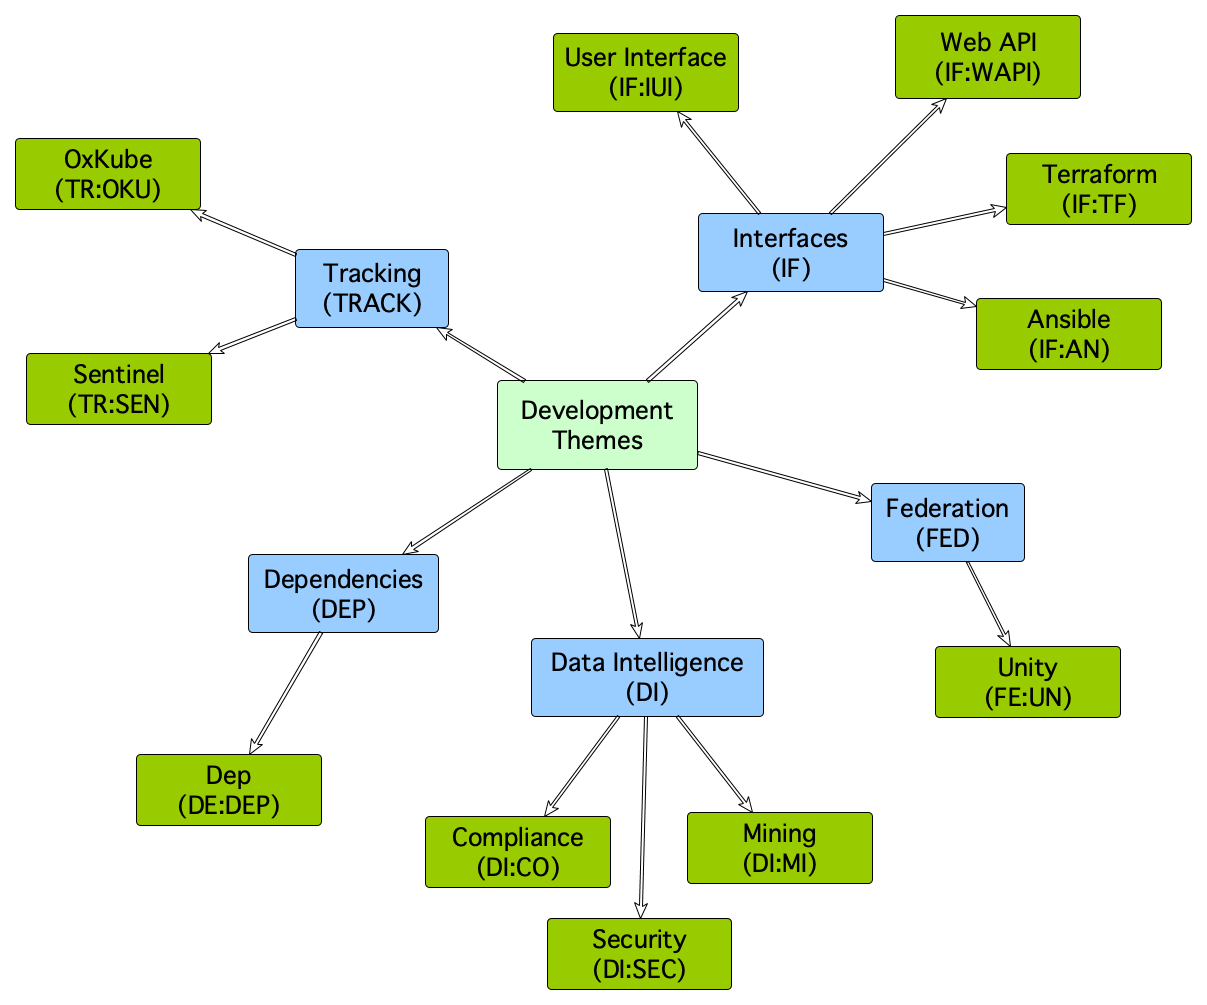 User Interface
(IF:IUI)
Web API
(IF:WAPI)
OxKube
(TR:OKU)
Terraform
(IF:TF)
Interfaces
(IF)
Tracking
(TRACK)
Ansible
(IF:AN)
Sentinel
(TR:SEN)
Development
Themes
Federation
(FED)
Dependencies
(DEP)
Data Intelligence
(DI)
Unity
(FE:UN)
Dep
(DE:DEP)
Compliance
(DI:CO)
Mining
(DI:MI)
Security
(DI:SEC)